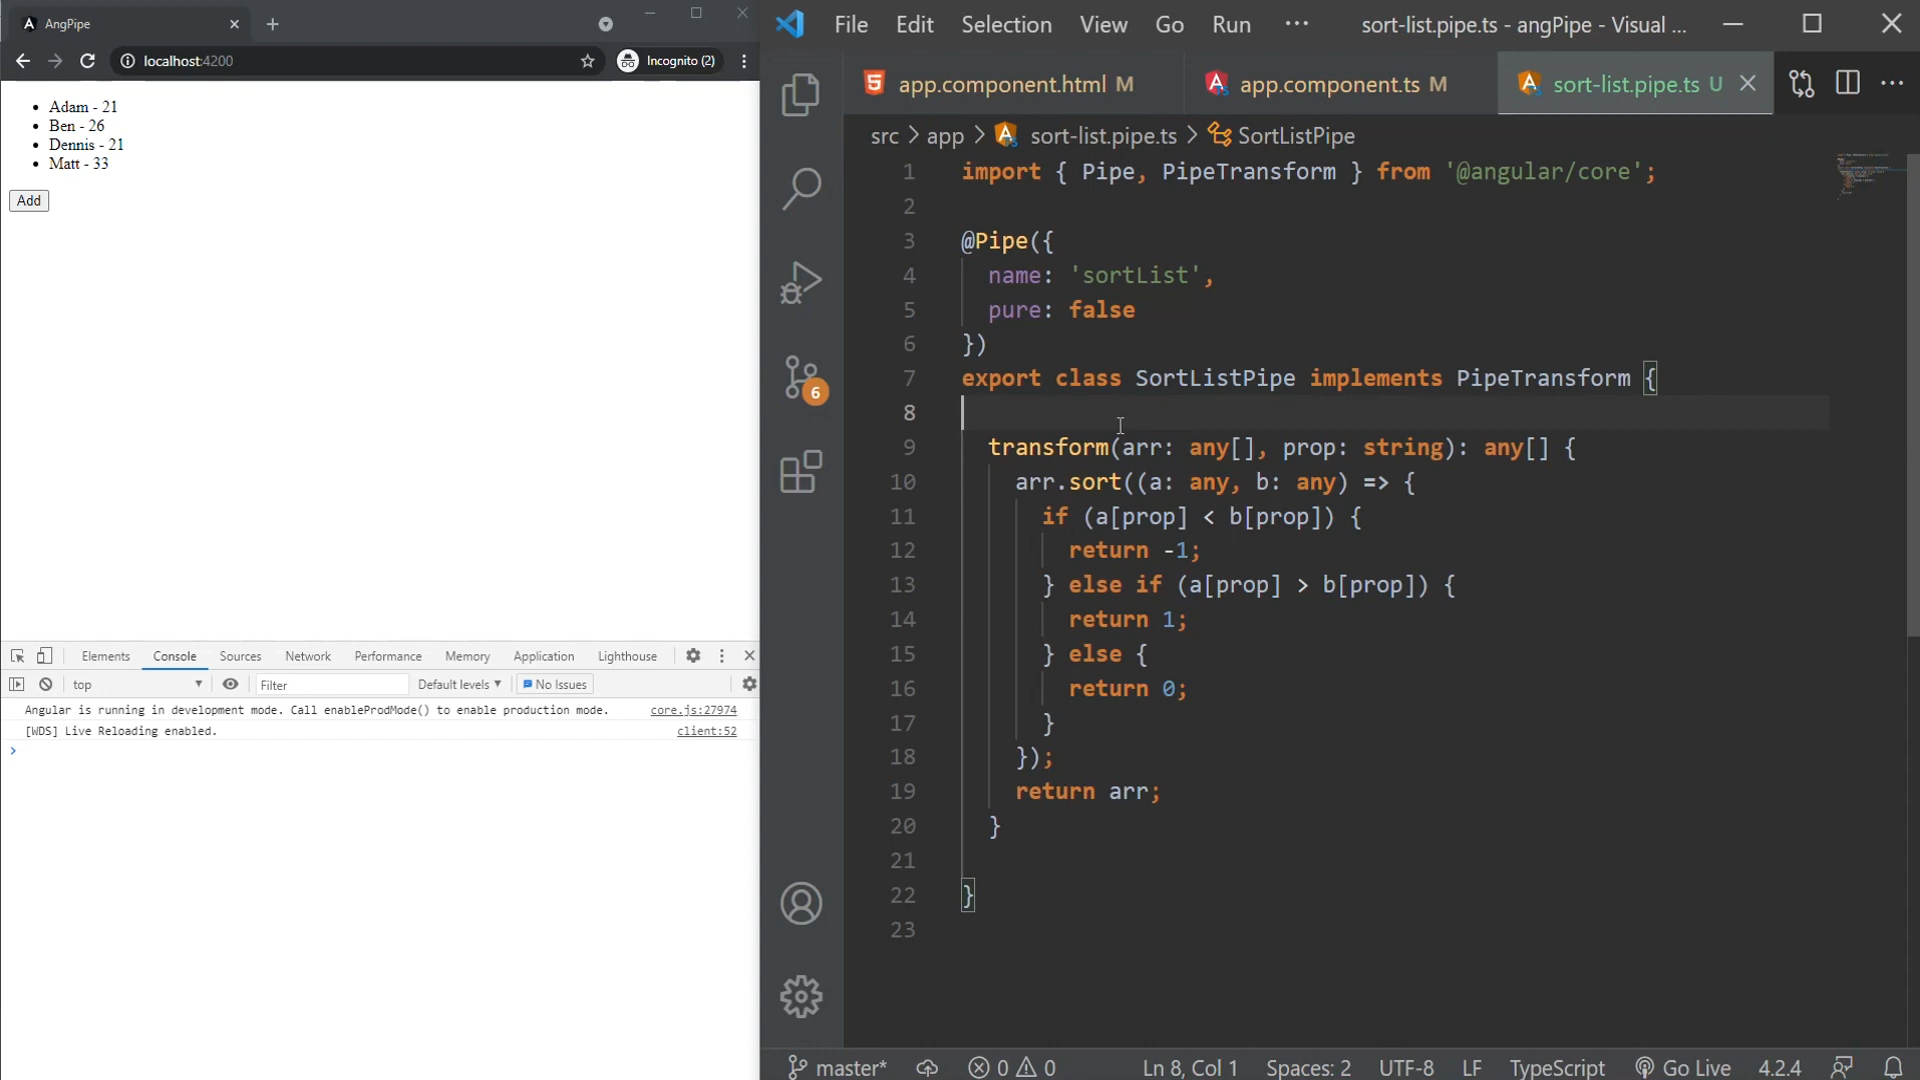 AngPipe
localhost:4200
Incognito (2)
Adam - 21
Ben - 26
Dennis - 21
Matt - 33
Add
Elements Console Sources Network Performance Memory Application Lighthouse
top Filter Default levels No Issues
Angular is running in development mode. Call enableProdMode() to enable production mode. core.js:27974
[WDS] Live Reloading enabled. client:52
File Edit Selection View Go Run ··· sort-list.pipe.ts - angPipe - Visual ...
app.component.html M app.component.ts M sort-list.pipe.ts U
src > app > sort-list.pipe.ts > SortListPipe
6
1 import { Pipe, PipeTransform } from '@angular/core';
2
3 @Pipe({
4 name: 'sortList',
5 pure: false
6 })
7 export class SortListPipe implements PipeTransform {
8
9 transform(arr: any[], prop: string): any[] {
10 arr.sort((a: any, b: any) => {
11 if (a[prop] < b[prop]) {
12 return -1;
13 } else if (a[prop] > b[prop]) {
14 return 1;
15 } else {
16 return 0;
17 }
18 });
19 return arr;
20 }
21
22 }
23
master* 0 0 Ln 8, Col 1 Spaces: 2 UTF-8 LF TypeScript Go Live 4.2.4